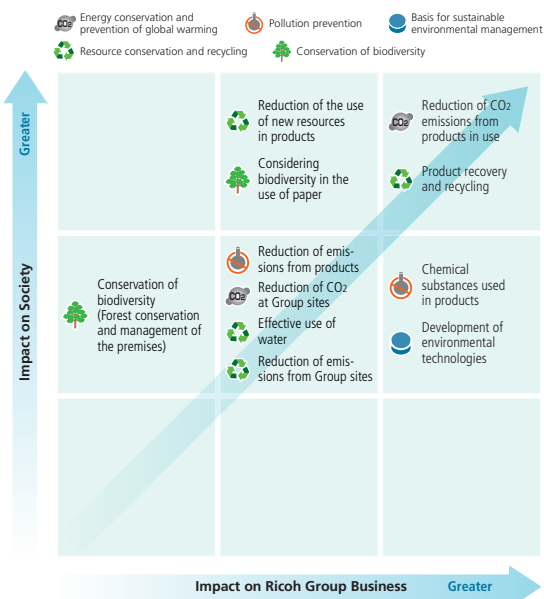 CO2
Energy conservation and
prevention of global warming
Pollution prevention
Basis for sustainable
environmental management
Resource conservation and recycling
Conservation of biodiversity
Greater
Impact on Society
Reduction of the use
of new resources
in products
Considering
biodiversity in the
use of paper
CO2
Reduction of CO2
emissions from
products in use
Product recovery
and recycling
Conservation of
biodiversity
(Forest conservation
and management of
the premises)
Reduction of emis-
sions from products
CO2
Reduction of CO2
at Group sites
Effective use of
water
Reduction of emis-
sions from Group sites
Chemical
substances used
in products
Development of
environmental
technologies
Impact on Ricoh Group Business
Greater